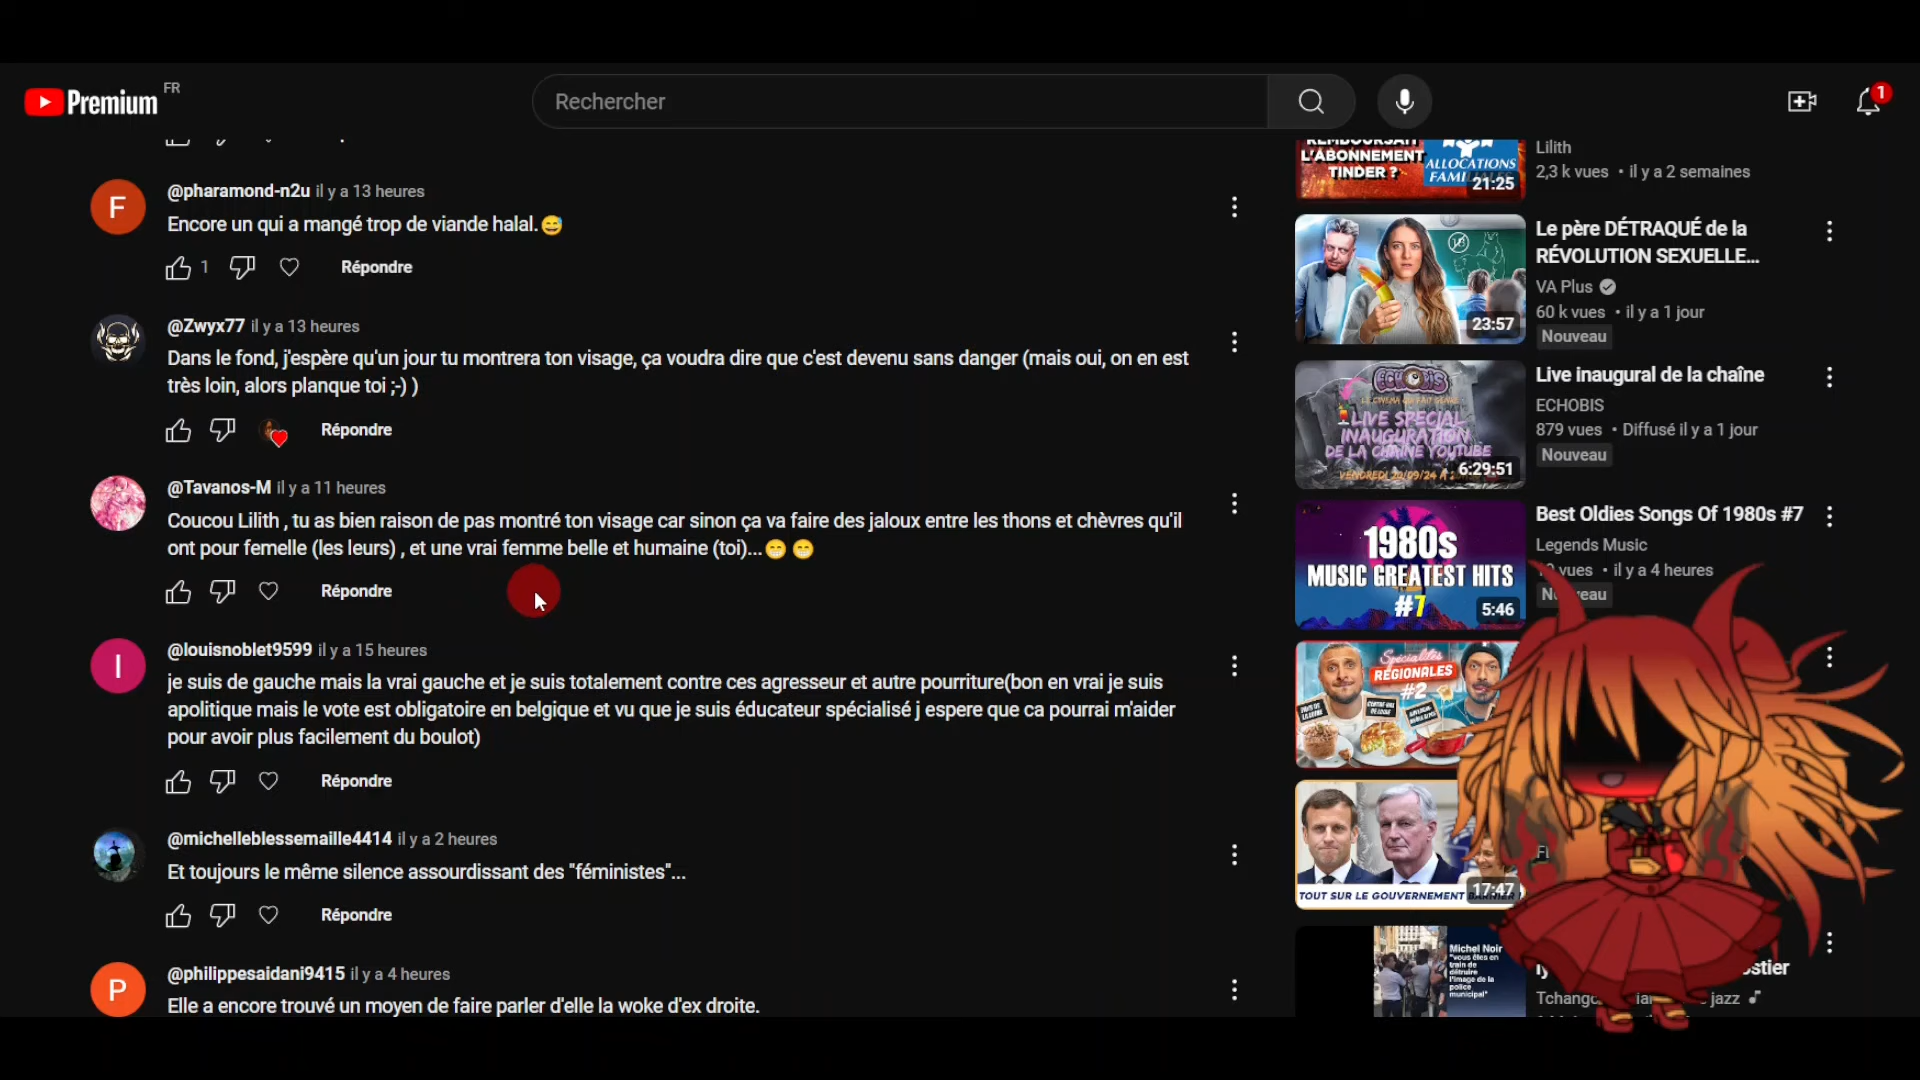 Premium FR
Rechercher
1
@pharamond-n2u il y a 13 heures
Encore un qui a mangé trop de viande halal.
1 Répondre
@Zwyx77 il y a 13 heures
Dans le fond, j'espère qu'un jour tu montrera ton visage, ça voudra dire que c'est devenu sans danger (mais oui, on en est
très loin, alors planque toi ;-) )
Répondre
@Tavanos-M il y a 11 heures
Coucou Lilith , tu as bien raison de pas montré ton visage car sinon ça va faire des jaloux entre les thons et chèvres qu'il
ont pour femelle (les leurs) , et une vrai femme belle et humaine (toi)...
Répondre
@louisnoblet9599 il y a 15 heures
je suis de gauche mais la vrai gauche et je suis totalement contre ces agresseur et autre pourriture(bon en vrai je suis
apolitique mais le vote est obligatoire en belgique et vu que je suis éducateur spécialisé j espere que ca pourrai m'aider
pour avoir plus facilement du boulot)
Répondre
@michelleblessemaille4414 il y a 2 heures
Et toujours le même silence assourdissant des "féministes"...
Répondre
@philippesaidani9415 il y a 4 heures
Elle a encore trouvé un moyen de faire parler d'elle la woke d'ex droite.
F
I
P
REMBOURSAIT
L'ABONNEMENT
TINDER ?
ALLOCATIONS
21:25
Lilith
2,3 k vues • il y a 2 semaines
23:57
Le père DÉTRAQUÉ de la
RÉVOLUTION SEXUELLE...
VA Plus
60 k vues • il y a 1 jour
Nouveau
ECHOBIS
LE CINEMA QUI FAIT GENRE
LIVE SPECIAL
INAUGURATION
DE LA CHAINE YOUTUBE
VENDREDI 20/09/24 A
6:29:51
Live inaugural de la chaîne
ECHOBIS
879 vues • Diffusé il y a 1 jour
Nouveau
1980s
MUSIC GREATEST HITS
#7
5:46
Best Oldies Songs Of 1980s #7
Legends Music
vues • il y a 4 heures
Spécialités
RÉGIONALES
#2
TOUT SUR LE GOUVERNEMENT BARNIER
17:47
Michel Noir
"vous êtes en
train de
détruire
l'image de la
police
municipal"
jazz